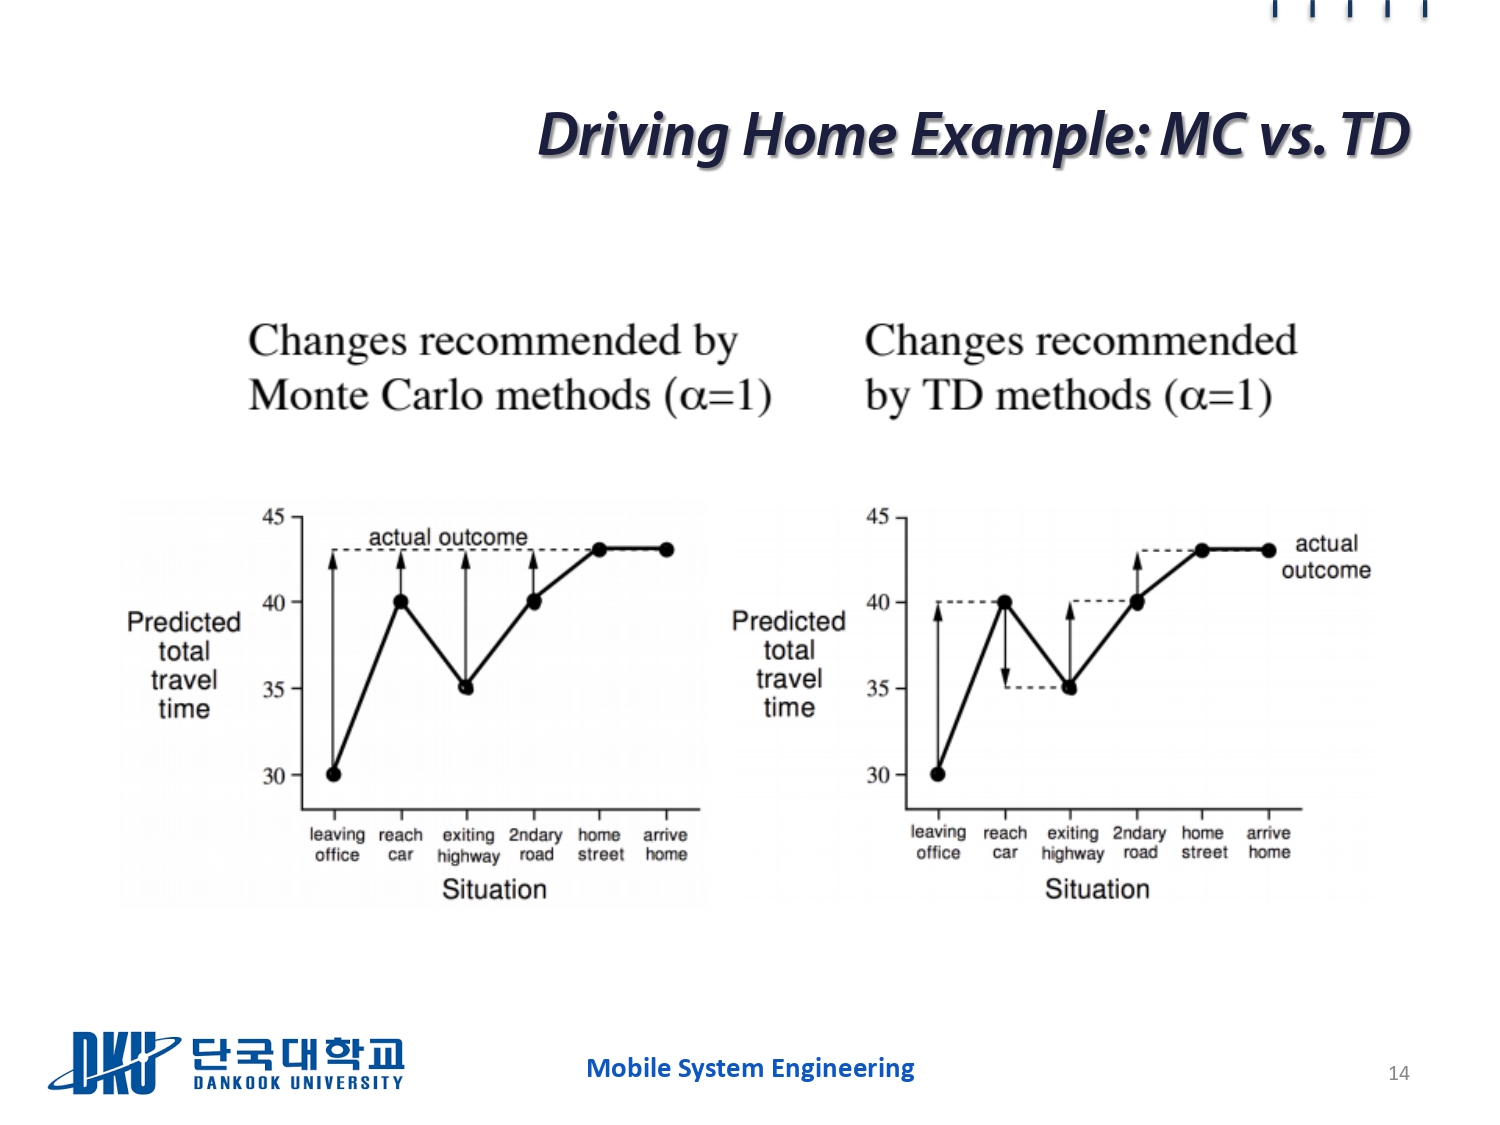 Driving Home Example: MC vs. TD
Changes recommended by
Monte Carlo methods (α=1)
Changes recommended
by TD methods (α=1)
45
40
35
30
Predicted
total
travel
time
actual outcome
leaving
office
reach
car
exiting
highway
2ndary
road
home
street
arrive
home
Situation
45
40
35
30
Predicted
total
travel
time
actual
outcome
leaving
office
reach
car
exiting
highway
2ndary
road
home
street
arrive
home
Situation
DKU
단국대학교
DANKOOK UNIVERSITY
Mobile System Engineering
14